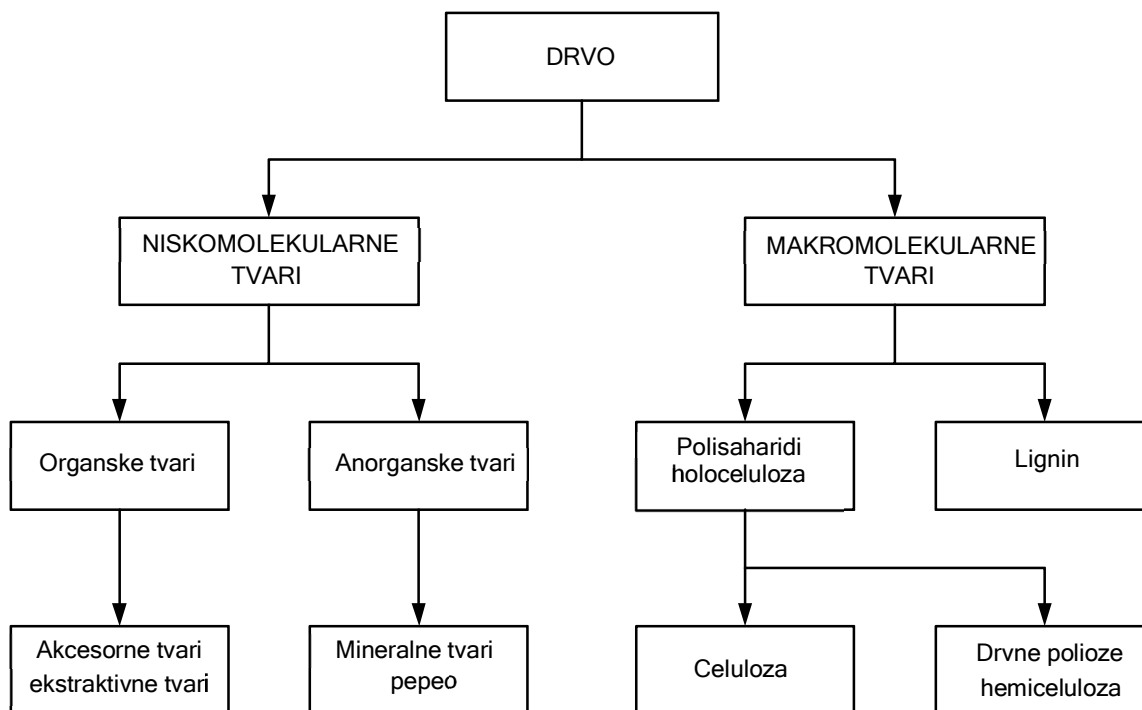 DRVO
NISKOMOLEKULARNE
TVARI
MAKROMOLEKULARNE
TVARI
Organske tvari
Anorganske tvari
Polisaharidi
holoceluloza
Lignin
Akcesorne tvari
ekstraktivne tvari
Mineralne tvari
pepeo
Celuloza
Drvne polioze
hemiceluloza